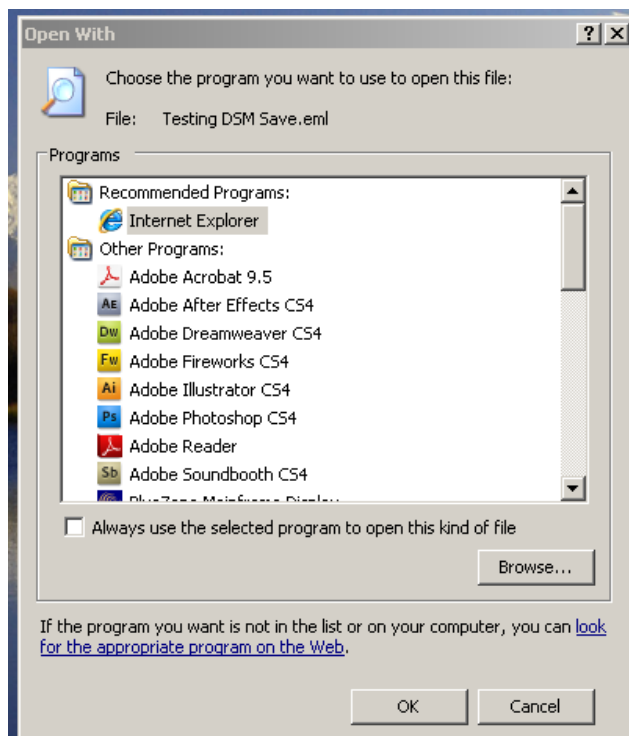 Open With
Choose the program you want to use to open this file:
File: Testing DSM Save.eml
Programs
Recommended Programs:
Internet Explorer
Other Programs:
Adobe Acrobat 9.5
AE Adobe After Effects CS4
Dw Adobe Dreamweaver CS4
Fw Adobe Fireworks CS4
Ai Adobe Illustrator CS4
Ps Adobe Photoshop CS4
Adobe Reader
Sb Adobe Soundbooth CS4
BlueZone Mainframe Display
Always use the selected program to open this kind of file
Browse...
If the program you want is not in the list or on your computer, you can look
for the appropriate program on the Web.
OK Cancel